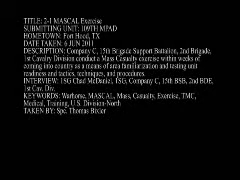 TITLE: 2-1 MASCAL Exercise
SUBMITTING UNIT: 109TH MPAD
HOMETOWN: Fort Hood, TX
DATE TAKEN: 6 JUN 2011
DESCRIPTION: Company C, 15th Brigade Support Battalion, 2nd Brigade,
1st Cavalry Division conduct a Mass Casualty exercise within weeks of
coming into country as a means of area familiarization and testing unit
readiness and tactics, techniques, and procedures.
INTERVIEW: 1SG Chad McDaniel, 1SG, Company C, 15th BSB, 2nd BDE,
1st Cav. Div.
KEYWORDS: Warhorse, MASCAL, Mass, Casualty, Exercise, TMC,
Medical, Training, U.S. Division-North
TAKEN BY: Spc. Thomas Bixler